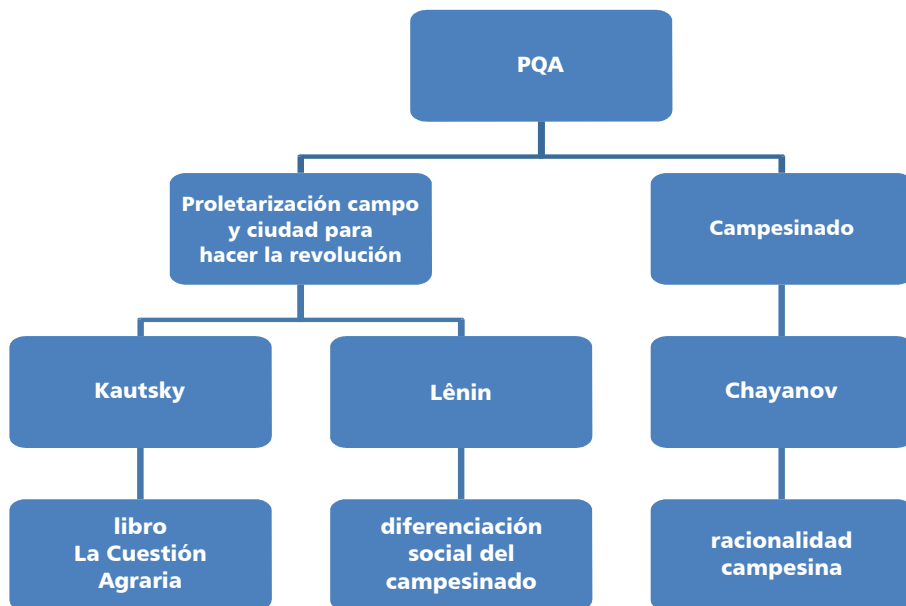 PQA
Proletarización campo
y ciudad para
hacer la revolución
Campesinado
Kautsky
Lênin
Chayanov
libro
La Cuestión
Agraria
diferenciación
social del
campesinado
racionalidad
campesina